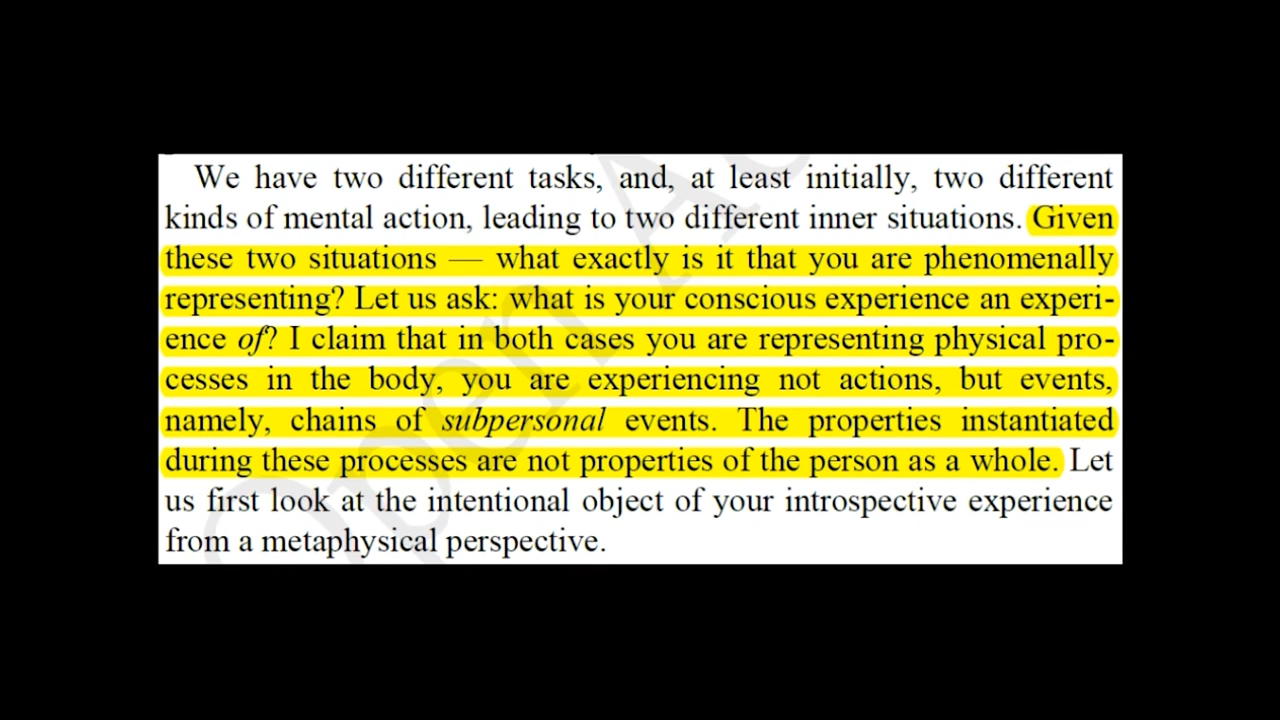 We have two different tasks, and, at least initially, two different
kinds of mental action, leading to two different inner situations. Given
these two situations — what exactly is it that you are phenomenally
representing? Let us ask: what is your conscious experience an experi-
ence of? I claim that in both cases you are representing physical pro-
cesses in the body, you are experiencing not actions, but events,
namely, chains of subpersonal events. The properties instantiated
during these processes are not properties of the person as a whole. Let
us first look at the intentional object of your introspective experience
from a metaphysical perspective.
Open Ac